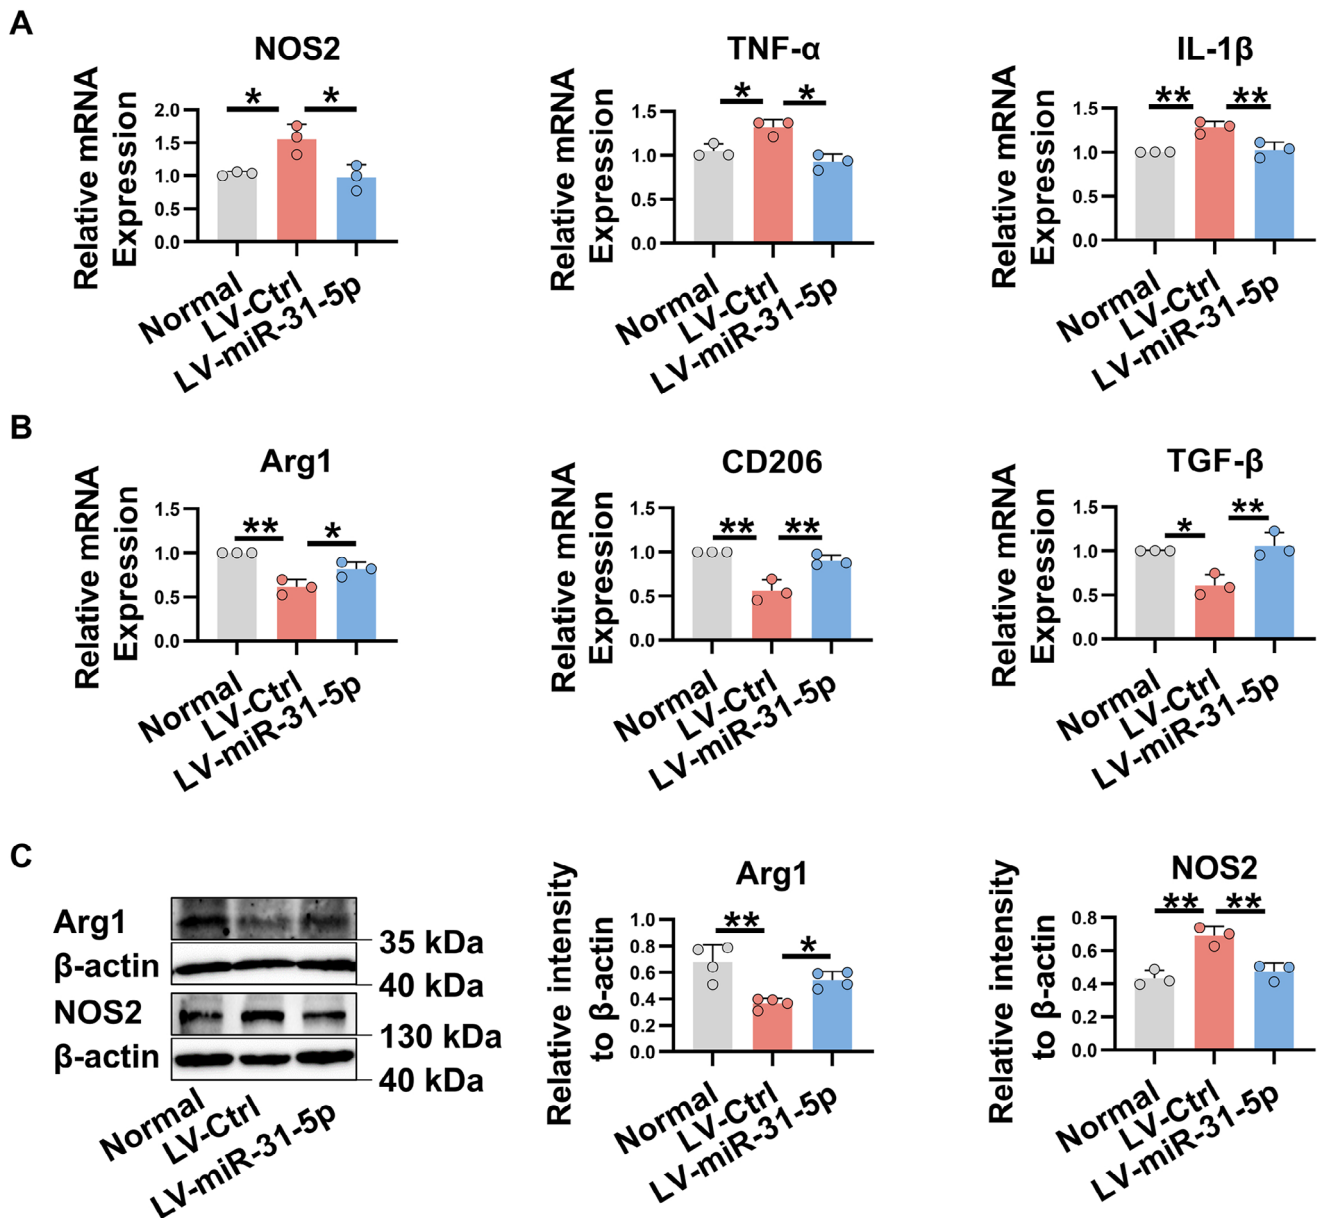 A
NOS2
Relative mRNA
Expression
2.0
1.5
1.0
0.5
0.0
*
*
Normal
LV-Ctrl
LV-miR-31-5p
TNF-α
Relative mRNA
Expression
1.5
1.0
0.5
0.0
*
*
Normal
LV-Ctrl
LV-miR-31-5p
IL-1β
Relative mRNA
Expression
1.5
1.0
0.5
0.0
**
**
Normal
LV-Ctrl
LV-miR-31-5p
B
Arg1
Relative mRNA
Expression
1.5
1.0
0.5
0.0
**
*
Normal
LV-Ctrl
LV-miR-31-5p
CD206
Relative mRNA
Expression
1.5
1.0
0.5
0.0
**
**
Normal
LV-Ctrl
LV-miR-31-5p
TGF-β
Relative mRNA
Expression
1.5
1.0
0.5
0.0
*
**
Normal
LV-Ctrl
LV-miR-31-5p
C
Arg1
35 kDa
β-actin
40 kDa
NOS2
130 kDa
β-actin
40 kDa
Normal
LV-Ctrl
LV-miR-31-5p
Arg1
Relative intensity
to β-actin
1.0
0.8
0.6
0.4
0.2
0.0
**
*
Normal
LV-Ctrl
LV-miR-31-5p
NOS2
Relative intensity
to β-actin
0.8
0.6
0.4
0.2
0.0
**
**
Normal
LV-Ctrl
LV-miR-31-5p